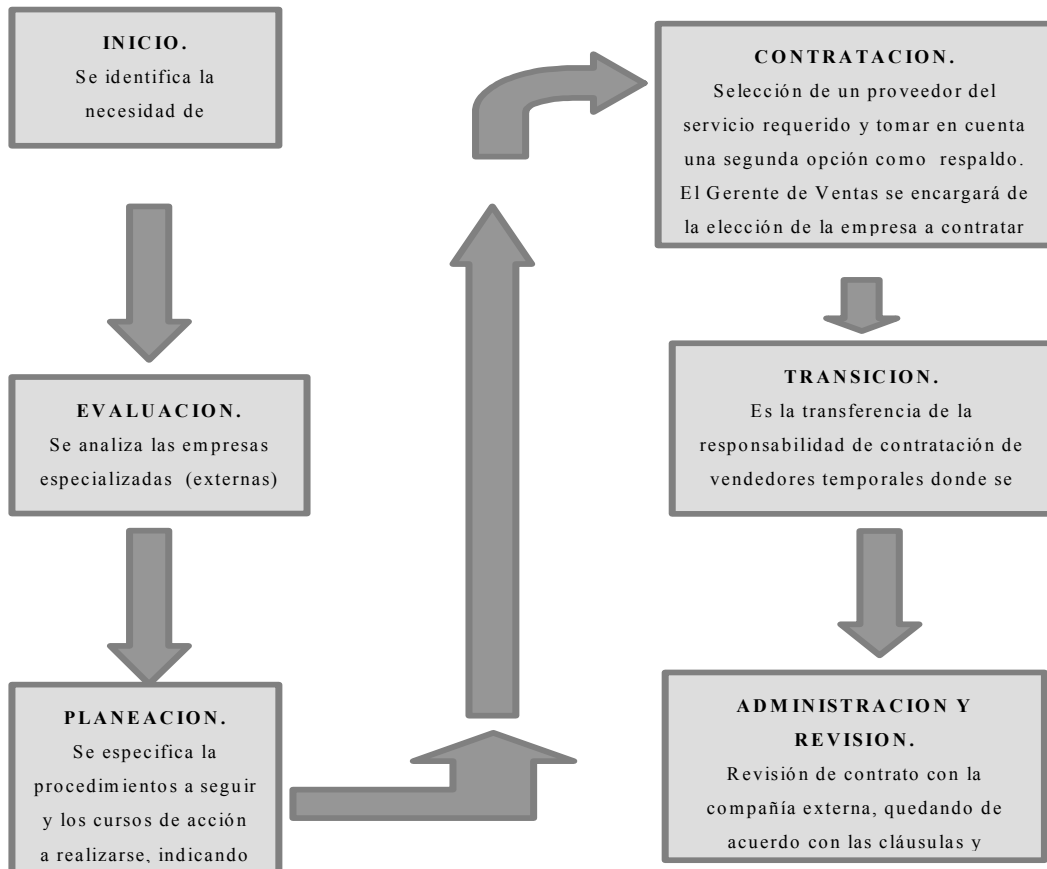 INICIO.
Se identifica la
necesidad de
EVALUACION.
Se analiza las empresas
especializadas (externas)
PLANEACION.
Se especifica la
procedimientos a seguir
y los cursos de acción
a realizarse, indicando
CONTRATACION.
Selección de un proveedor del
servicio requerido y tomar en cuenta
una segunda opción como respaldo.
El Gerente de Ventas se encargará de
la elección de la empresa a contratar
TRANSICION.
Es la transferencia de la
responsabilidad de contratación de
vendedores temporales donde se
ADMINISTRACION Y
REVISION.
Revisión de contrato con la
compañía externa, quedando de
acuerdo con las cláusulas y